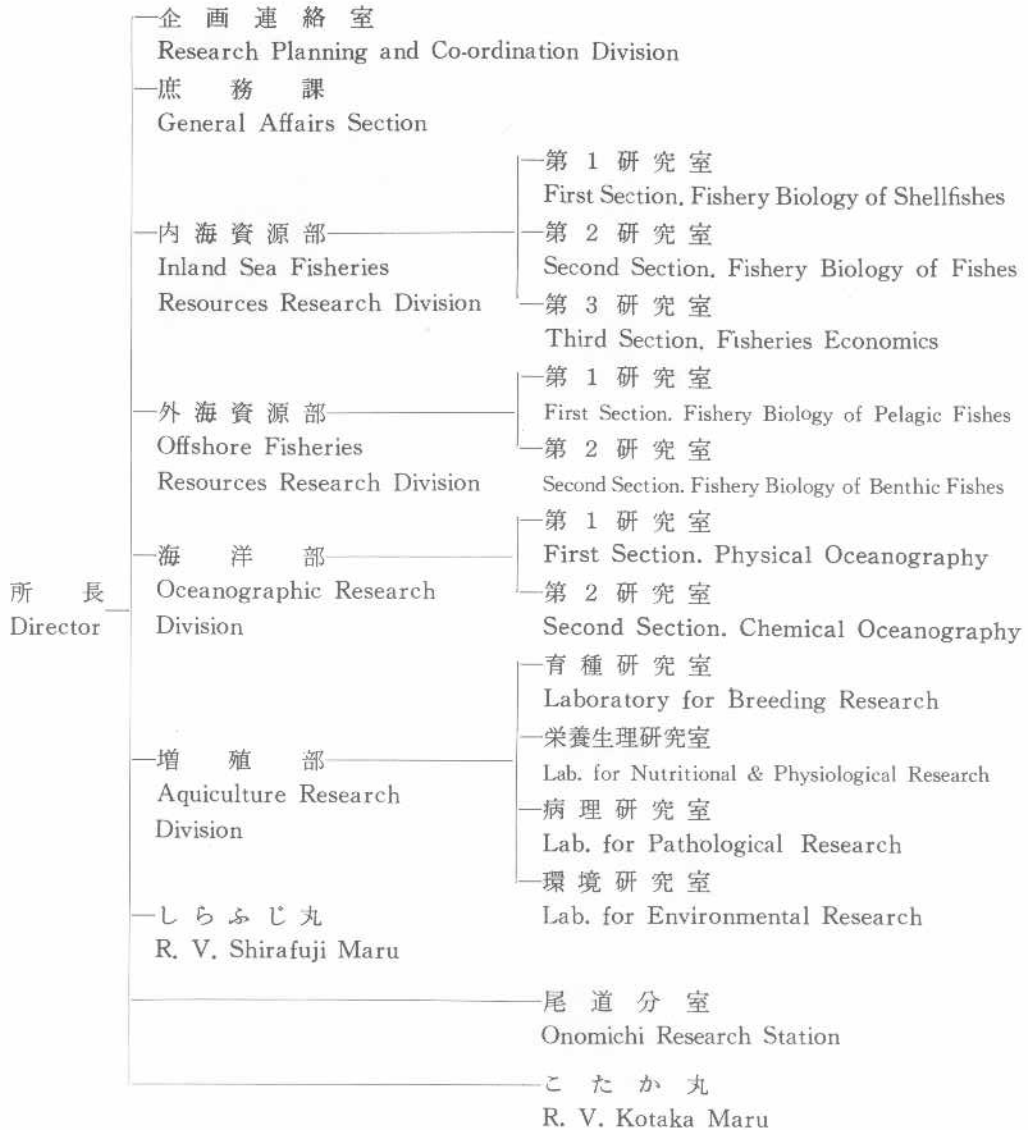 企画連絡室
Research Planning and Co-ordination Division
庶務課
General Affairs Section
第1研究室
First Section. Fishery Biology of Shellfishes
内海資源部
第2研究室
Inland Sea Fisheries
Second Section. Fishery Biology of Fishes
Resources Research Division
第3研究室
Third Section. Fisheries Economics
第1研究室
外海資源部
First Section. Fishery Biology of Pelagic Fishes
Offshore Fisheries
第2研究室
Resources Research Division
Second Section. Fishery Biology of Benthic Fishes
第1研究室
海洋部
First Section. Physical Oceanography
所長
Oceanographic Research
第2研究室
Director
Division
Second Section. Chemical Oceanography
育種研究室
Laboratory for Breeding Research
栄養生理研究室
増殖部
Lab. for Nutritional & Physiological Research
Aquiculture Research
病理研究室
Division
Lab. for Pathological Research
環境研究室
しらふじ丸
Lab. for Environmental Research
R. V. Shirafuji Maru
尾道分室
Onomichi Research Station
こたか丸
R. V. Kotaka Maru